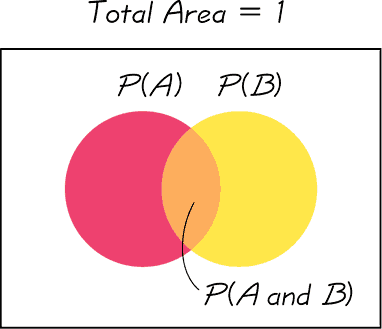 Total Area = 1
P(A) P(B)
P(A and B)